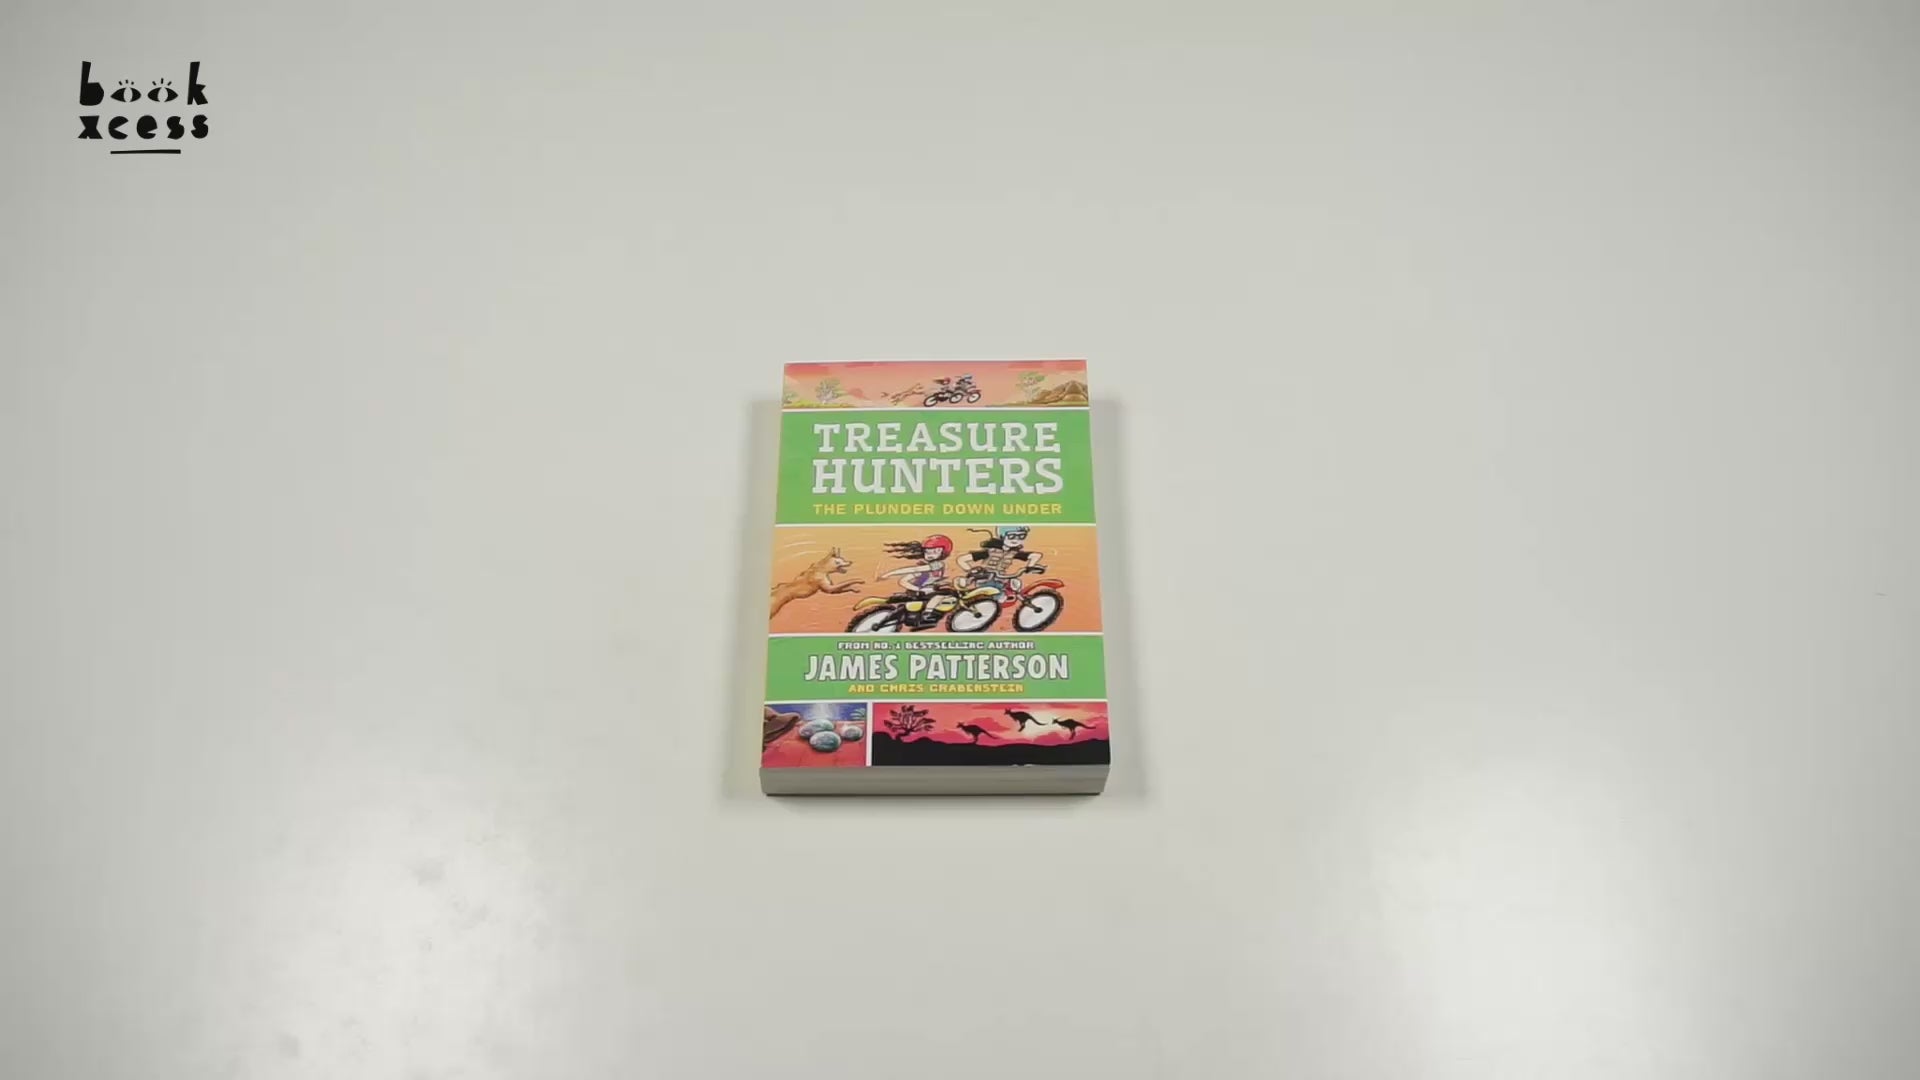 book
xcess
TREASURE
HUNTERS
THE PLUNDER DOWN UNDER
FROM NO. 1 BESTSELLING AUTHOR
JAMES PATTERSON
AND CHRIS GRABENSTEIN